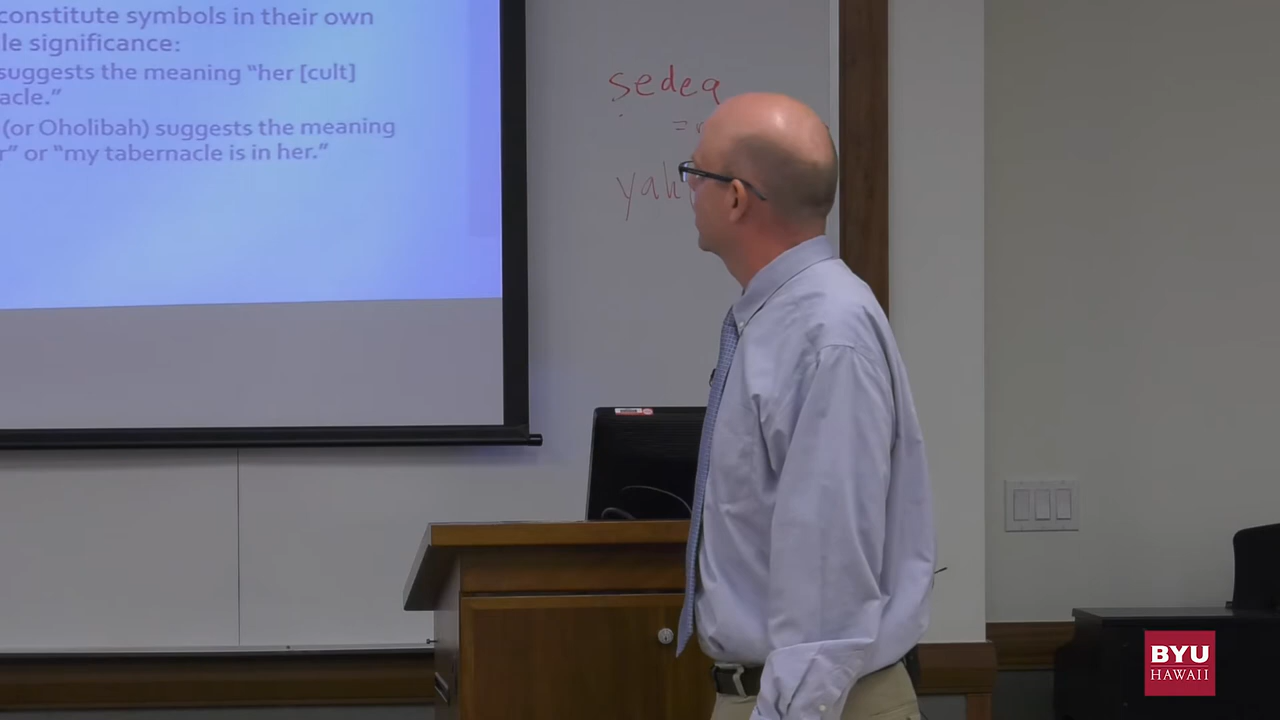 constitute symbols in their own
le significance:
suggests the meaning “her [cult]
acle.”
(or Oholibah) suggests the meaning
r” or “my tabernacle is in her.”
sedeq
=
yah
BYU
HAWAII